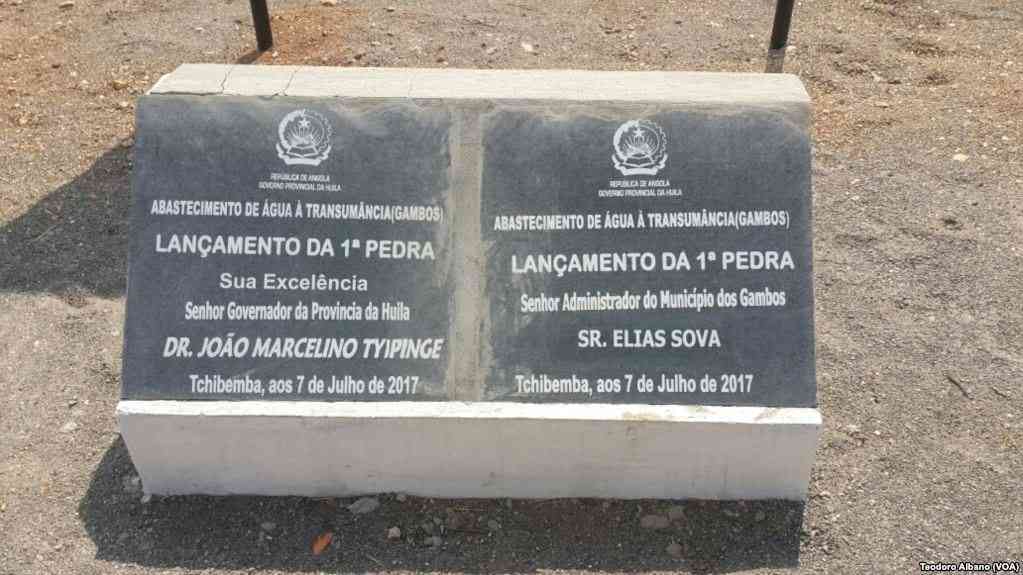 REPÚBLICA DE ANGOLA
GOVERNO PROVINCIAL DA HUILA
ABASTECIMENTO DE ÁGUA À TRANSUMÂNCIA(GAMBOS)
LANÇAMENTO DA 1ª PEDRA
Sua Excelência
Senhor Governador da Provincia da Huila
DR. JOÃO MARCELINO TYIPINGE
Tchibemba, aos 7 de Julho de 2017
REPÚBLICA DE ANGOLA
GOVERNO PROVINCIAL DA HUILA
ABASTECIMENTO DE ÁGUA À TRANSUMÂNCIA(GAMBOS)
LANÇAMENTO DA 1ª PEDRA
Senhor Administrador do Município dos Gambos
SR. ELIAS SOVA
Tchibemba, aos 7 de Julho de 2017
Teodoro Albano (VOA)